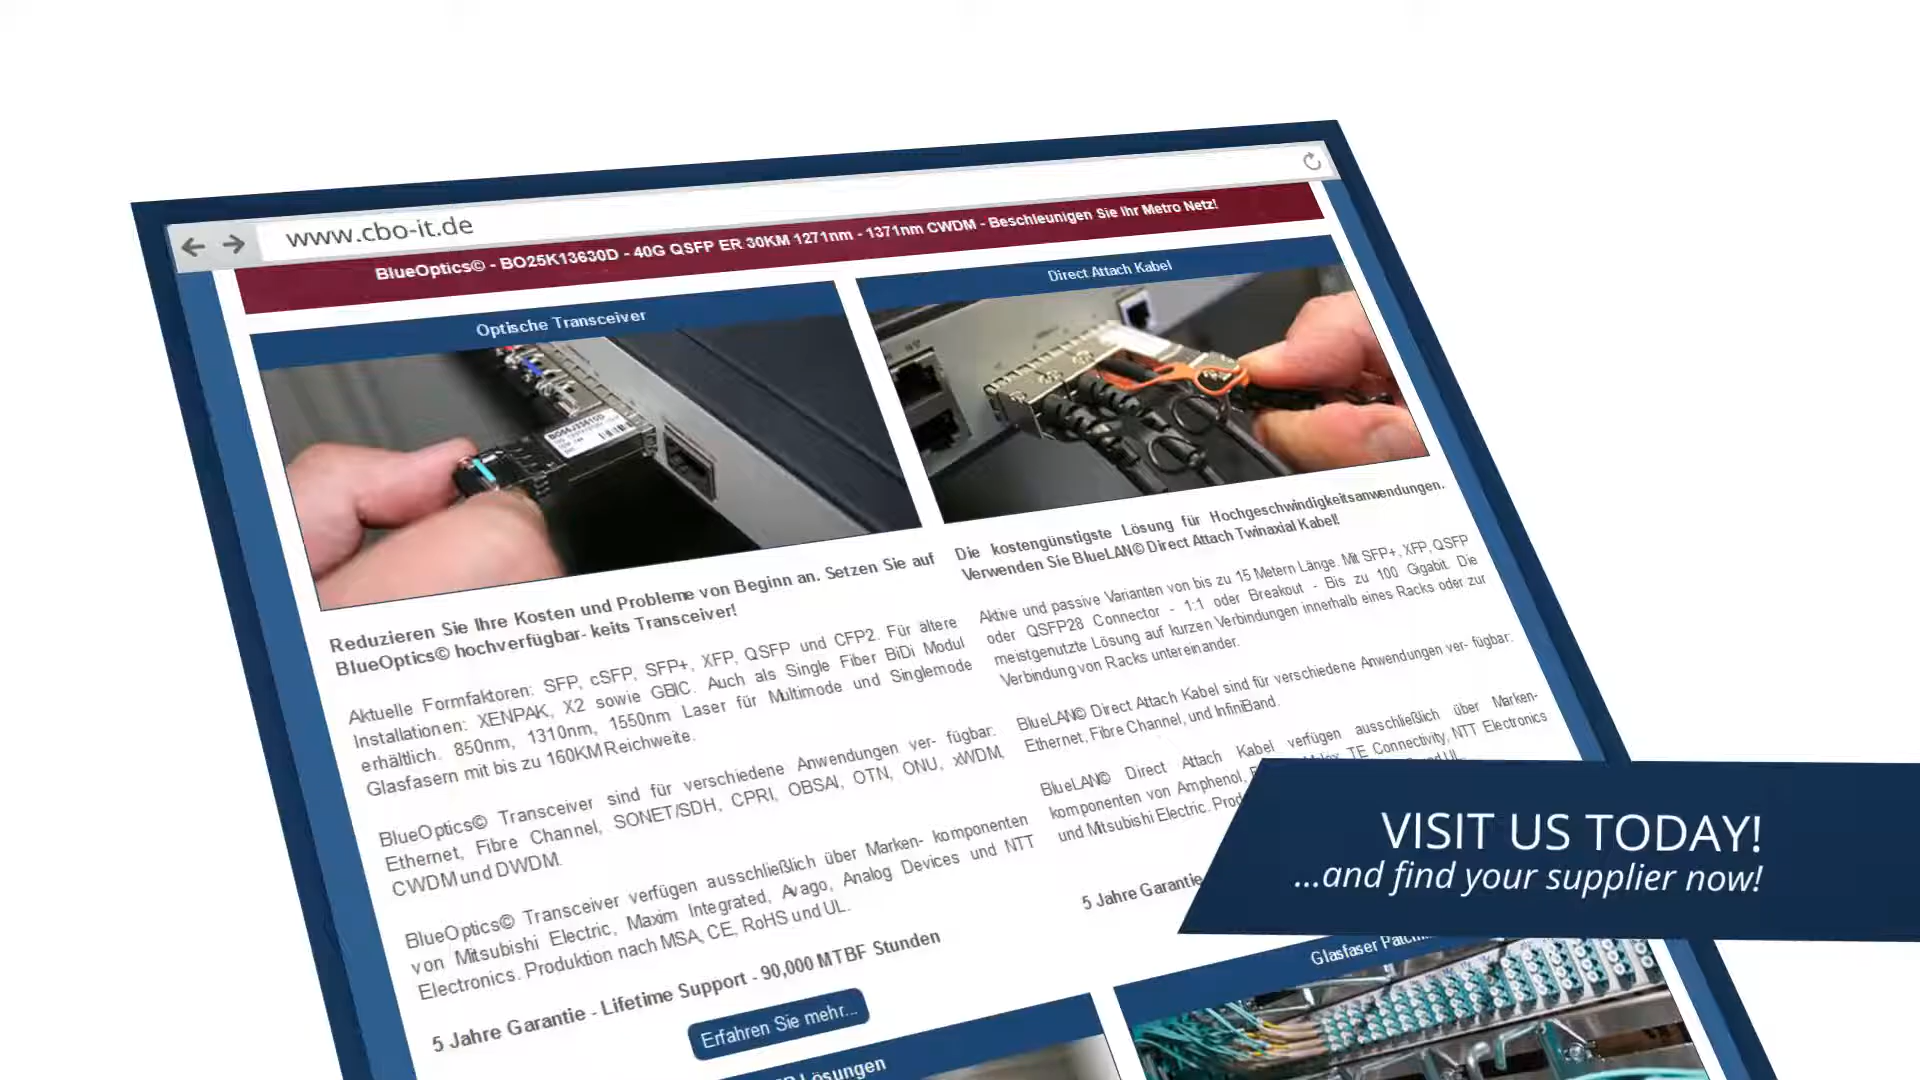 www.cbo-it.de
BlueOptics© - BO25K13630D - 40G QSFP ER 30KM 1271nm - 1371nm CWDM - Beschleunigen Sie Ihr Metro Netz!
Optische Transceiver
Reduzieren Sie Ihre Kosten und Probleme von Beginn an. Setzen Sie auf
BlueOptics© hochverfügbar- keits Transceiver!
Aktuelle Formfaktoren: SFP, cSFP, SFP+, XFP, QSFP und CFP2. Für ältere
Installationen: XENPAK, X2 sowie GBIC. Auch als Single Fiber BiDi Modul
erhältlich. 850nm, 1310nm, 1550nm Laser für Multimode und Singlemode
Glasfasern mit bis zu 160KM Reichweite.
BlueOptics© Transceiver sind für verschiedene Anwendungen ver- fügbar:
Ethernet, Fibre Channel, SONET/SDH, CPRI, OBSAI, OTN, ONU, xWDM,
CWDM und DWDM.
BlueOptics© Transceiver verfügen ausschließlich über Marken- komponenten
von Mitsubishi Electric, Maxim Integrated, Avago, Analog Devices und NTT
Electronics. Produktion nach MSA, CE, RoHS und UL.
5 Jahre Garantie - Lifetime Support - 90,000 MTBF Stunden
Erfahren Sie mehr...
Direct Attach Kabel
Die kostengünstigste Lösung für Hochgeschwindigkeitsanwendungen.
Verwenden Sie BlueLAN© Direct Attach Twinaxial Kabel!
Aktive und passive Varianten von bis zu 15 Metern Länge. Mit SFP+, XFP, QSFP
oder QSFP28 Connector - 1:1 oder Breakout - Bis zu 100 Gigabit. Die
meistgenutzte Lösung auf kurzen Verbindungen innerhalb eines Racks oder zur
Verbindung von Racks untereinander.
BlueLAN© Direct Attach Kabel sind für verschiedene Anwendungen ver- fügbar:
Ethernet, Fibre Channel, und InfiniBand.
BlueLAN© Direct Attach Kabel verfügen ausschließlich über Marken-
komponenten von Amphenol, TE Connectivity, NTT Electronics
und Mitsubishi Electric.
5 Jahre Garantie
Lösungen
Glasfaser
VISIT US TODAY!
...and find your supplier now!